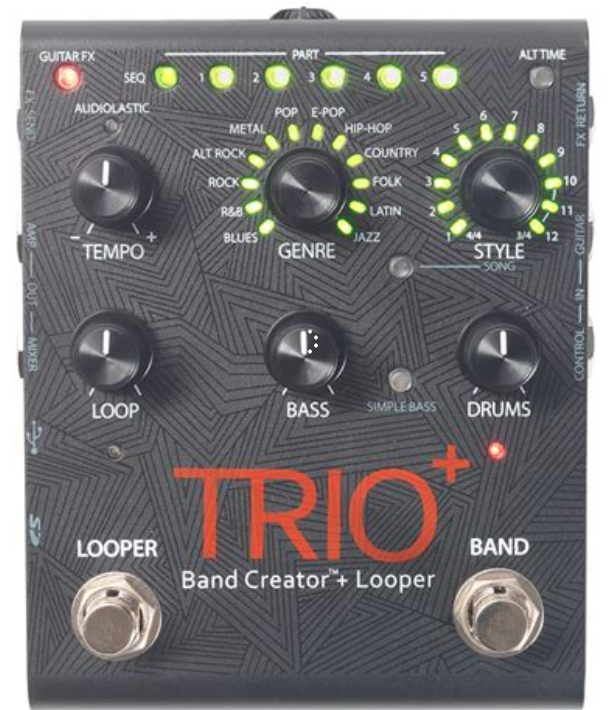 PART
GUITAR FX
ALT TIME
SEQ 1 2 3 4 5
AUDIOLASTIC
METAL POP E-POP HIP-HOP
ALT ROCK COUNTRY
ROCK FOLK
R&B LATIN
BLUES JAZZ
1 2 3 4 5 6 7 8 9 10 11 12
4/4 3/4
- +
TEMPO GENRE STYLE
SONG
LOOP BASS DRUMS
SIMPLE BASS
FX SEND
AMP — OUT — MIXER
FX RETURN
CONTROL — IN — GUITAR
TRIO+
LOOPER BAND
Band Creator™+ Looper
SD